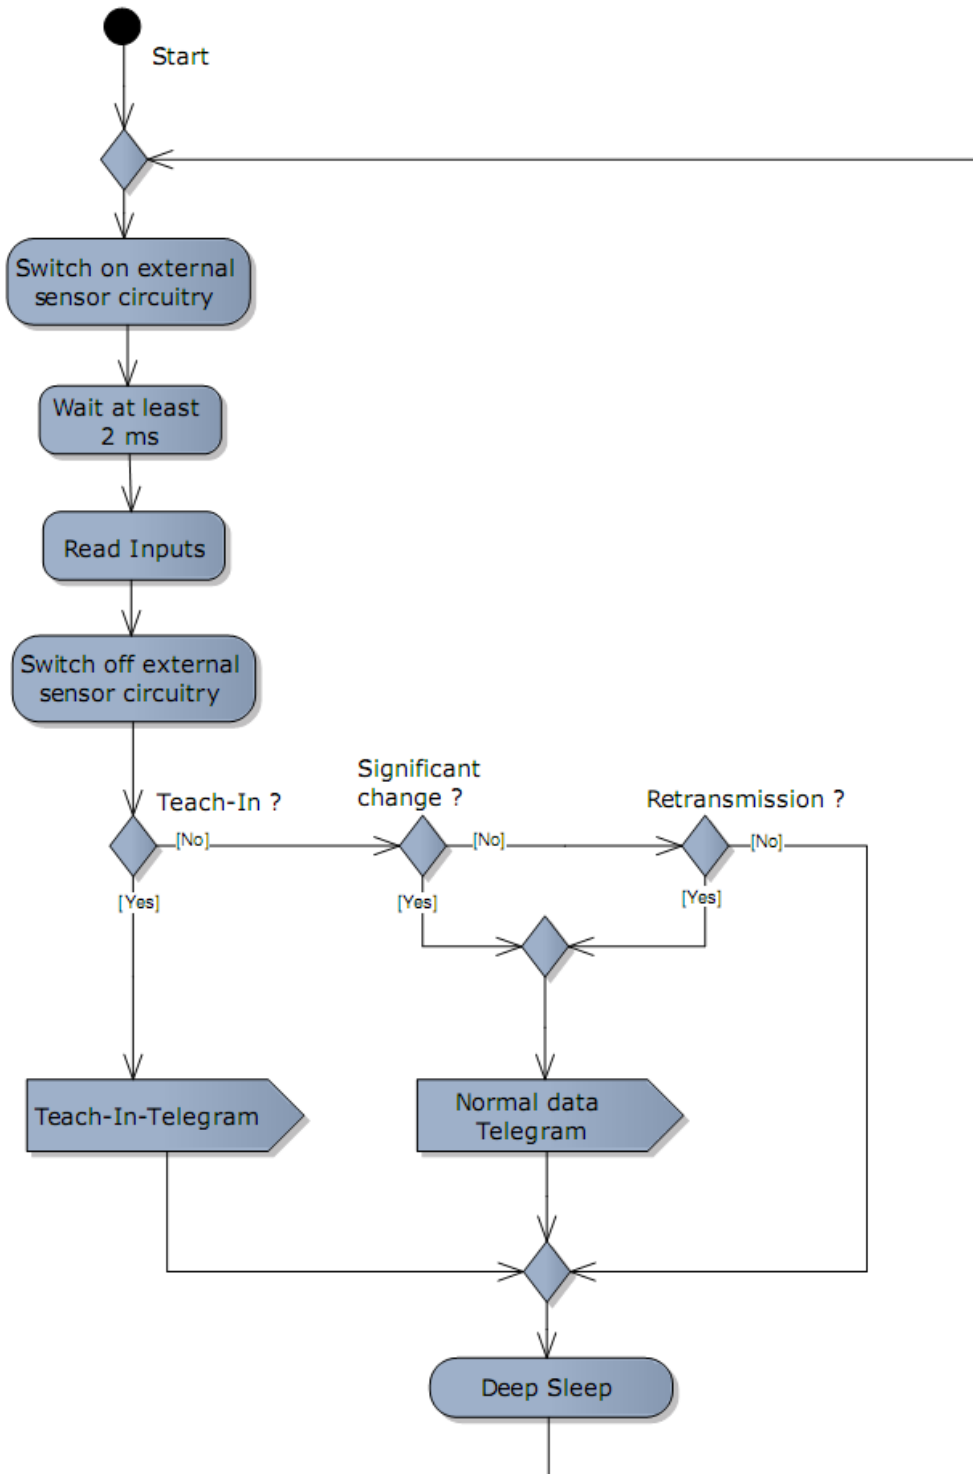 Start
Switch on external
sensor circuitry
Wait at least
2 ms
Read Inputs
Switch off external
sensor circuitry
Teach-In ?
Significant
change ?
Retransmission ?
[No]
[No]
[No]
[Yes]
[Yes]
[Yes]
Teach-In-Telegram
Normal data
Telegram
Deep Sleep